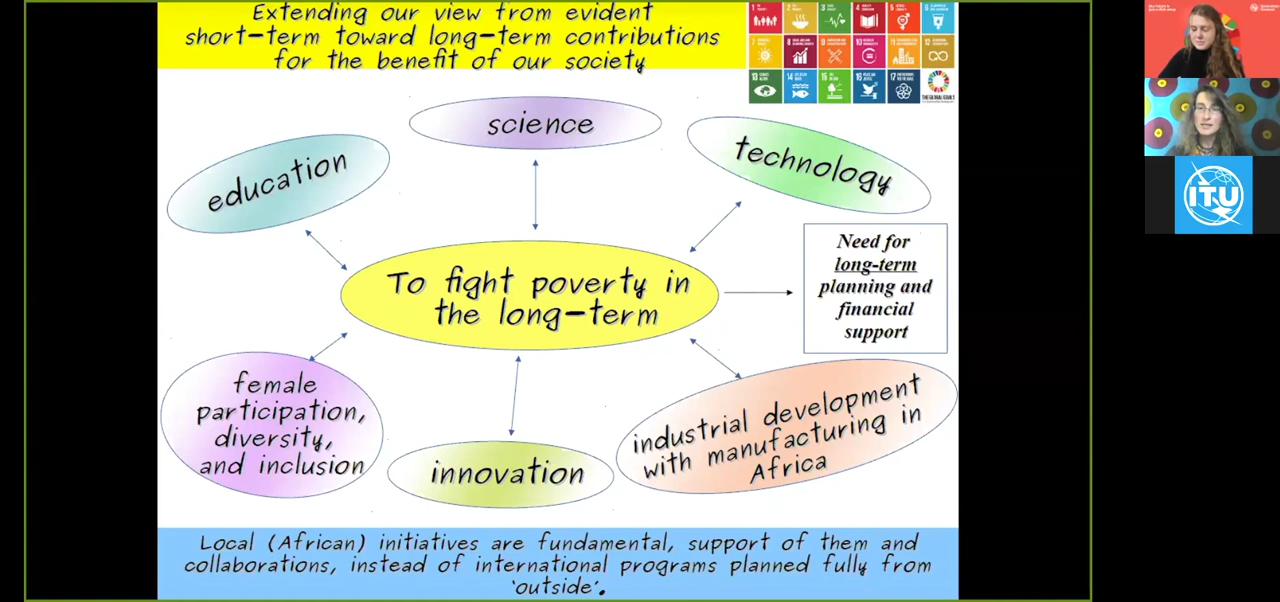 Extending our view from evident
short-term toward long-term contributions
for the benefit of our society
science
education
technology
To fight poverty in
the long-term
Need for
long-term
planning and
financial
support
female
participation,
diversity,
and inclusion
innovation
industrial development
with manufacturing in
Africa
Local (African) initiatives are fundamental, support of them and
collaborations, instead of international programs planned fully from
'outside'.
ITU